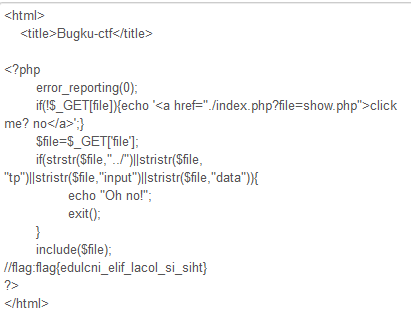 <html>
<title>Bugku-ctf</title>
<?php
error_reporting(0);
if(!$_GET[file]){echo '<a href="./index.php?file=show.php">click
me? no</a>';}
$file=$_GET['file'];
if(strstr($file,"../")||stristr($file,
"tp")||stristr($file,"input")||stristr($file,"data")){
echo "Oh no!";
exit();
}
include($file);
//flag:flag{edulcni_elif_lacol_si_siht}
?>
</html>